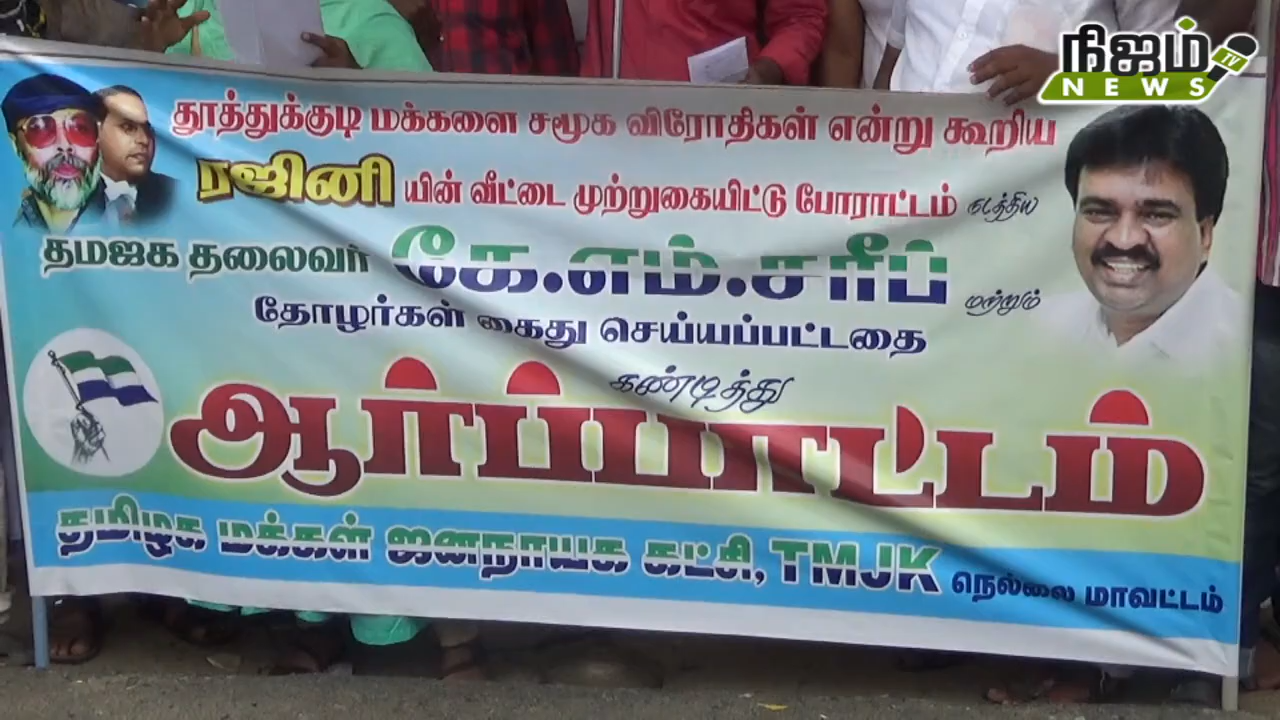 நிஜம் TV
NEWS
தூத்துக்குடி மக்களை சமூக விரோதிகள் என்று கூறிய
ரஜினி யின் வீட்டை முற்றுகையிட்டு போராட்டம் நடத்திய
தமஜக தலைவர் கே.எம்.சரீப் மற்றும்
தோழர்கள் கைது செய்யப்பட்டதை
கண்டித்து
ஆர்ப்பாட்டம்
தமிழக மக்கள் ஜனநாயக கட்சி, TMJK நெல்லை மாவட்டம்